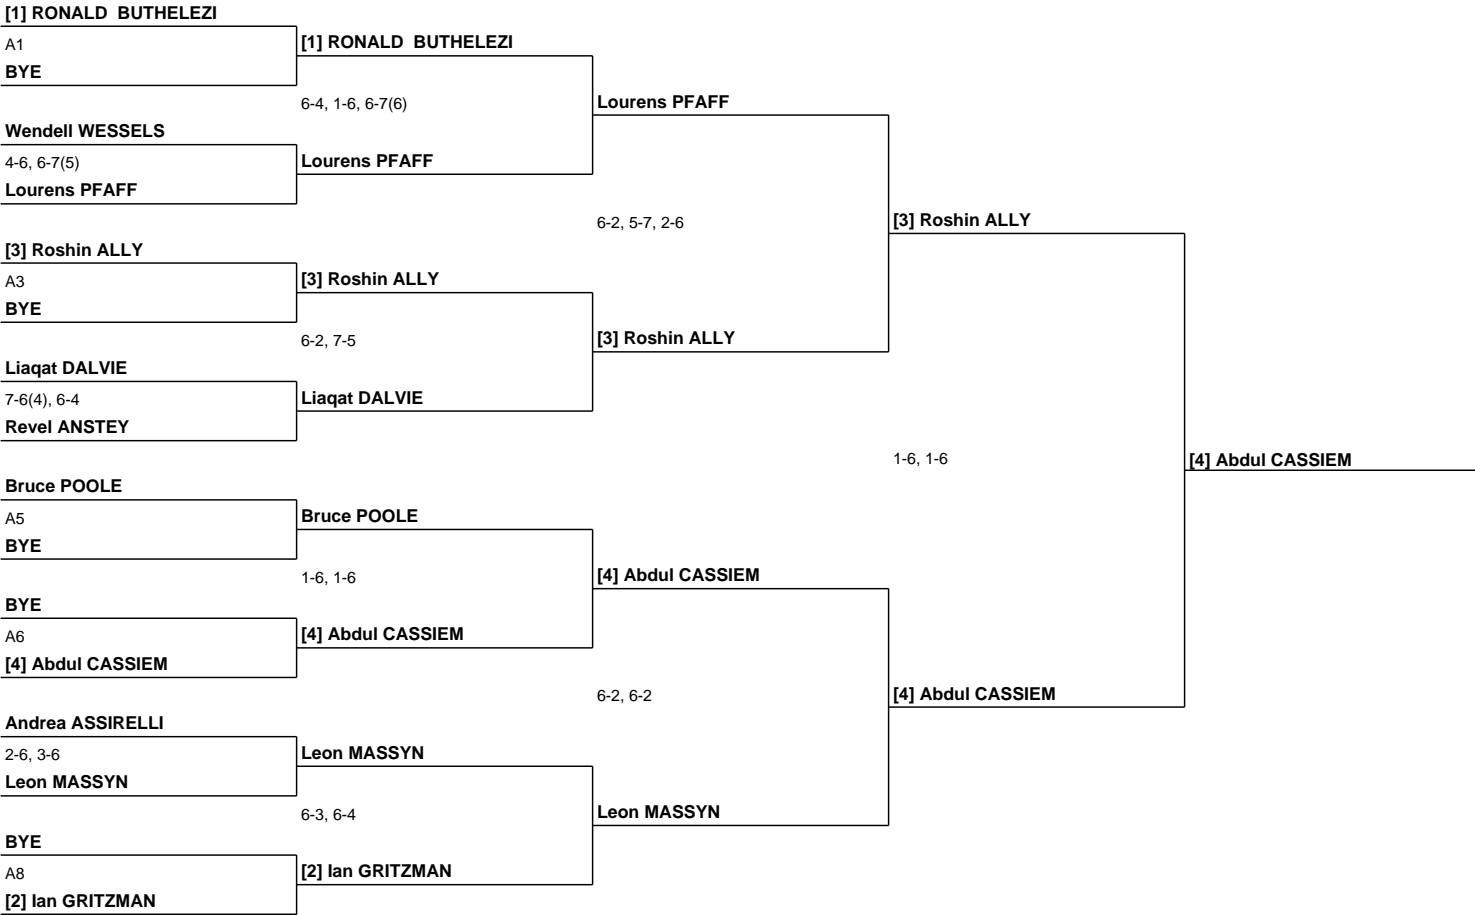 [1] RONALD  BUTHELEZI
A1
BYE
Wendell WESSELS
4-6, 6-7(5)
Lourens PFAFF
[3] Roshin ALLY
A3
BYE
Liaqat DALVIE
7-6(4), 6-4
Revel ANSTEY
Bruce POOLE
A5
BYE
BYE
A6
[4] Abdul CASSIEM
Andrea ASSIRELLI
2-6, 3-6
Leon MASSYN
BYE
A8
[2] Ian GRITZMAN
[1] RONALD  BUTHELEZI
6-4, 1-6, 6-7(6)
Lourens PFAFF
[3] Roshin ALLY
6-2, 7-5
Liaqat DALVIE
Bruce POOLE
1-6, 1-6
[4] Abdul CASSIEM
Leon MASSYN
6-3, 6-4
[2] Ian GRITZMAN
Lourens PFAFF
6-2, 5-7, 2-6
[3] Roshin ALLY
[4] Abdul CASSIEM
6-2, 6-2
Leon MASSYN
[3] Roshin ALLY
1-6, 1-6
[4] Abdul CASSIEM
[4] Abdul CASSIEM